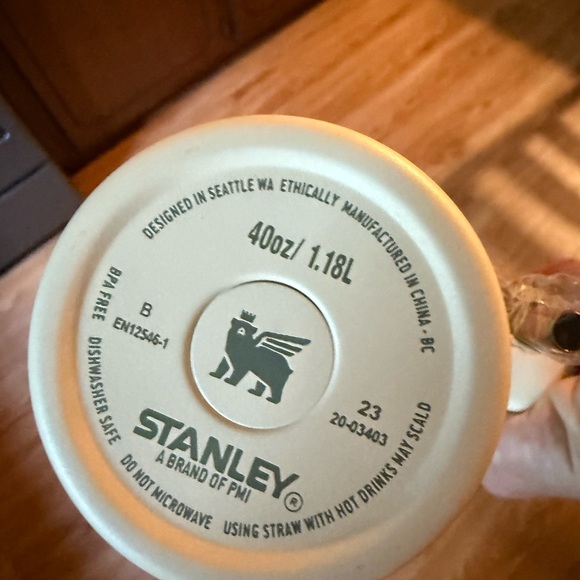 DESIGNED IN SEATTLE WA ETHICALLY MANUFACTURED IN CHINA - BC
40oz/ 1.18L
B
EN12546-1
23
20-03403
STANLEY®
A BRAND OF PMI
BPA FREE DISHWASHER SAFE DO NOT MICROWAVE USING STRAW WITH HOT DRINKS MAY SCALD